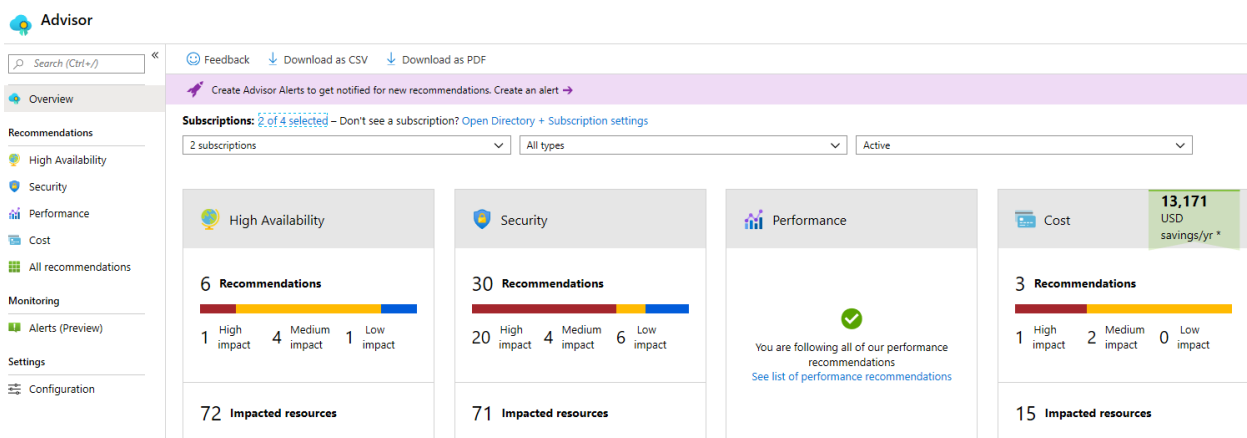 Advisor
Search (Ctrl+/)
«
Overview
Recommendations
High Availability
Security
Performance
Cost
All recommendations
Monitoring
Alerts (Preview)
Settings
Configuration
Feedback Download as CSV Download as PDF
Create Advisor Alerts to get notified for new recommendations. Create an alert →
Subscriptions: 2 of 4 selected – Don't see a subscription? Open Directory + Subscription settings
2 subscriptions All types Active
High Availability
6 Recommendations
1 High impact 4 Medium impact 1 Low impact
72 Impacted resources
Security
30 Recommendations
20 High impact 4 Medium impact 6 Low impact
71 Impacted resources
Performance
You are following all of our performance
recommendations
See list of performance recommendations
Cost
13,171
USD
savings/yr *
3 Recommendations
1 High impact 2 Medium impact 0 Low impact
15 Impacted resources